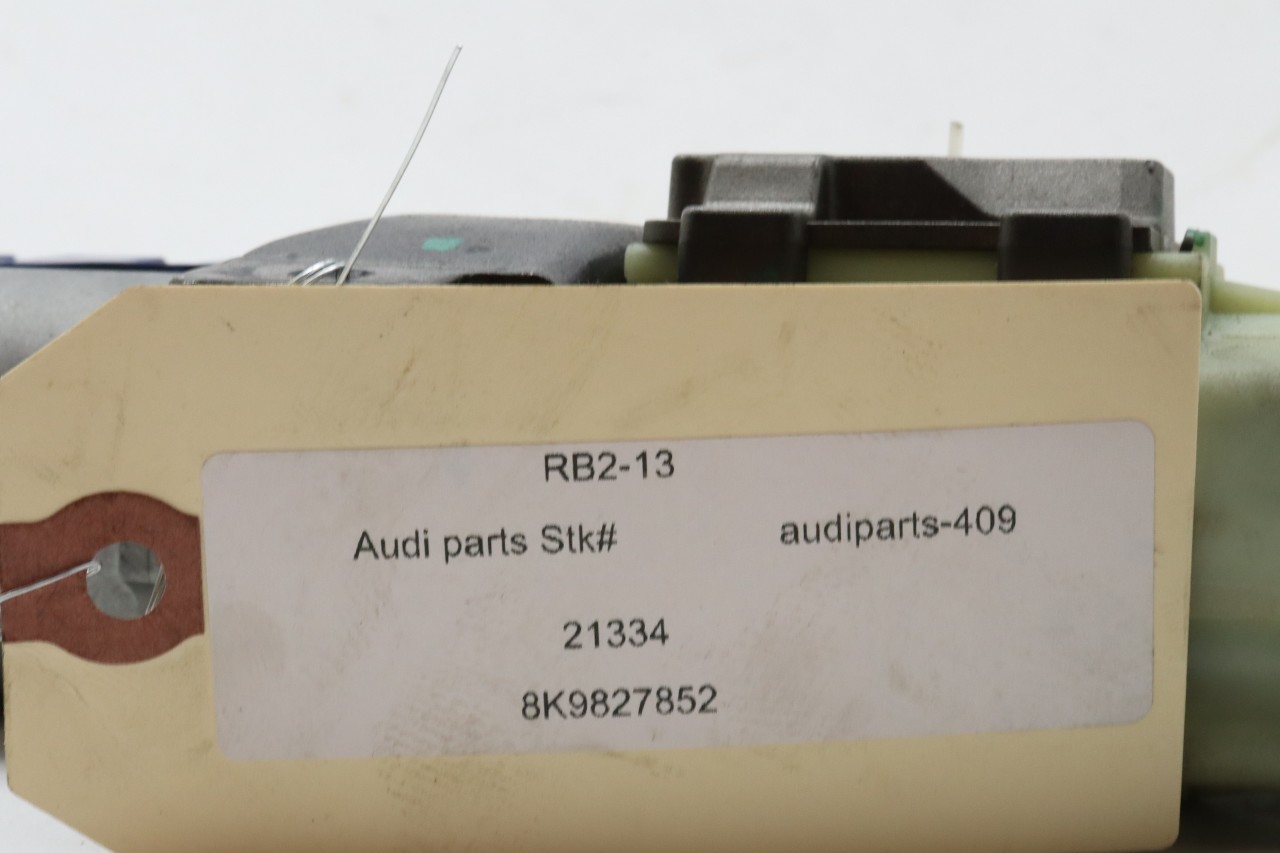 RB2-13
Audi parts Stk# audiparts-409
21334
8K9827852